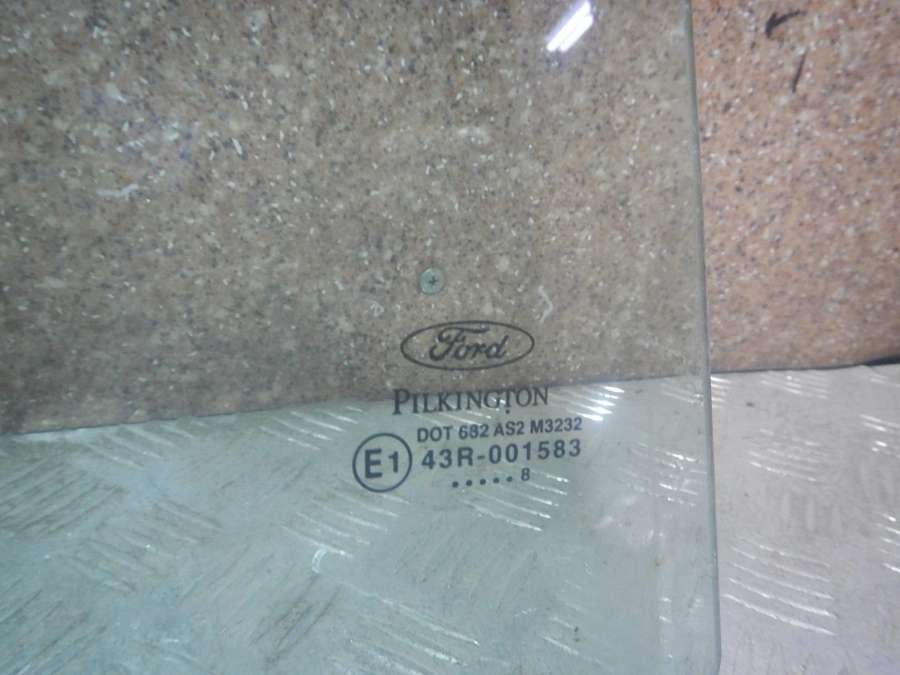 Ford
PILKINGTON
DOT 682 AS2 M3232
E1 43R-001583
.....8